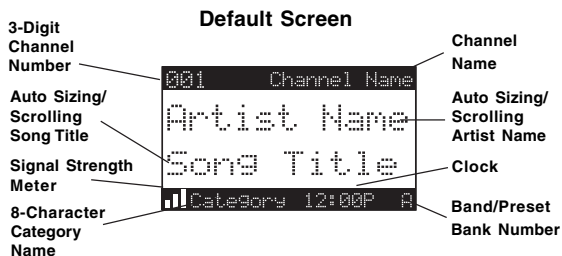 Default Screen
3-Digit
Channel
Number
Channel
Name
001 Channel Name
Auto Sizing/
Scrolling
Song Title
Artist Name
Auto Sizing/
Scrolling
Artist Name
Song Title
Signal Strength
Meter
Clock
Category 12:00P A
8-Character
Category
Name
Band/Preset
Bank Number